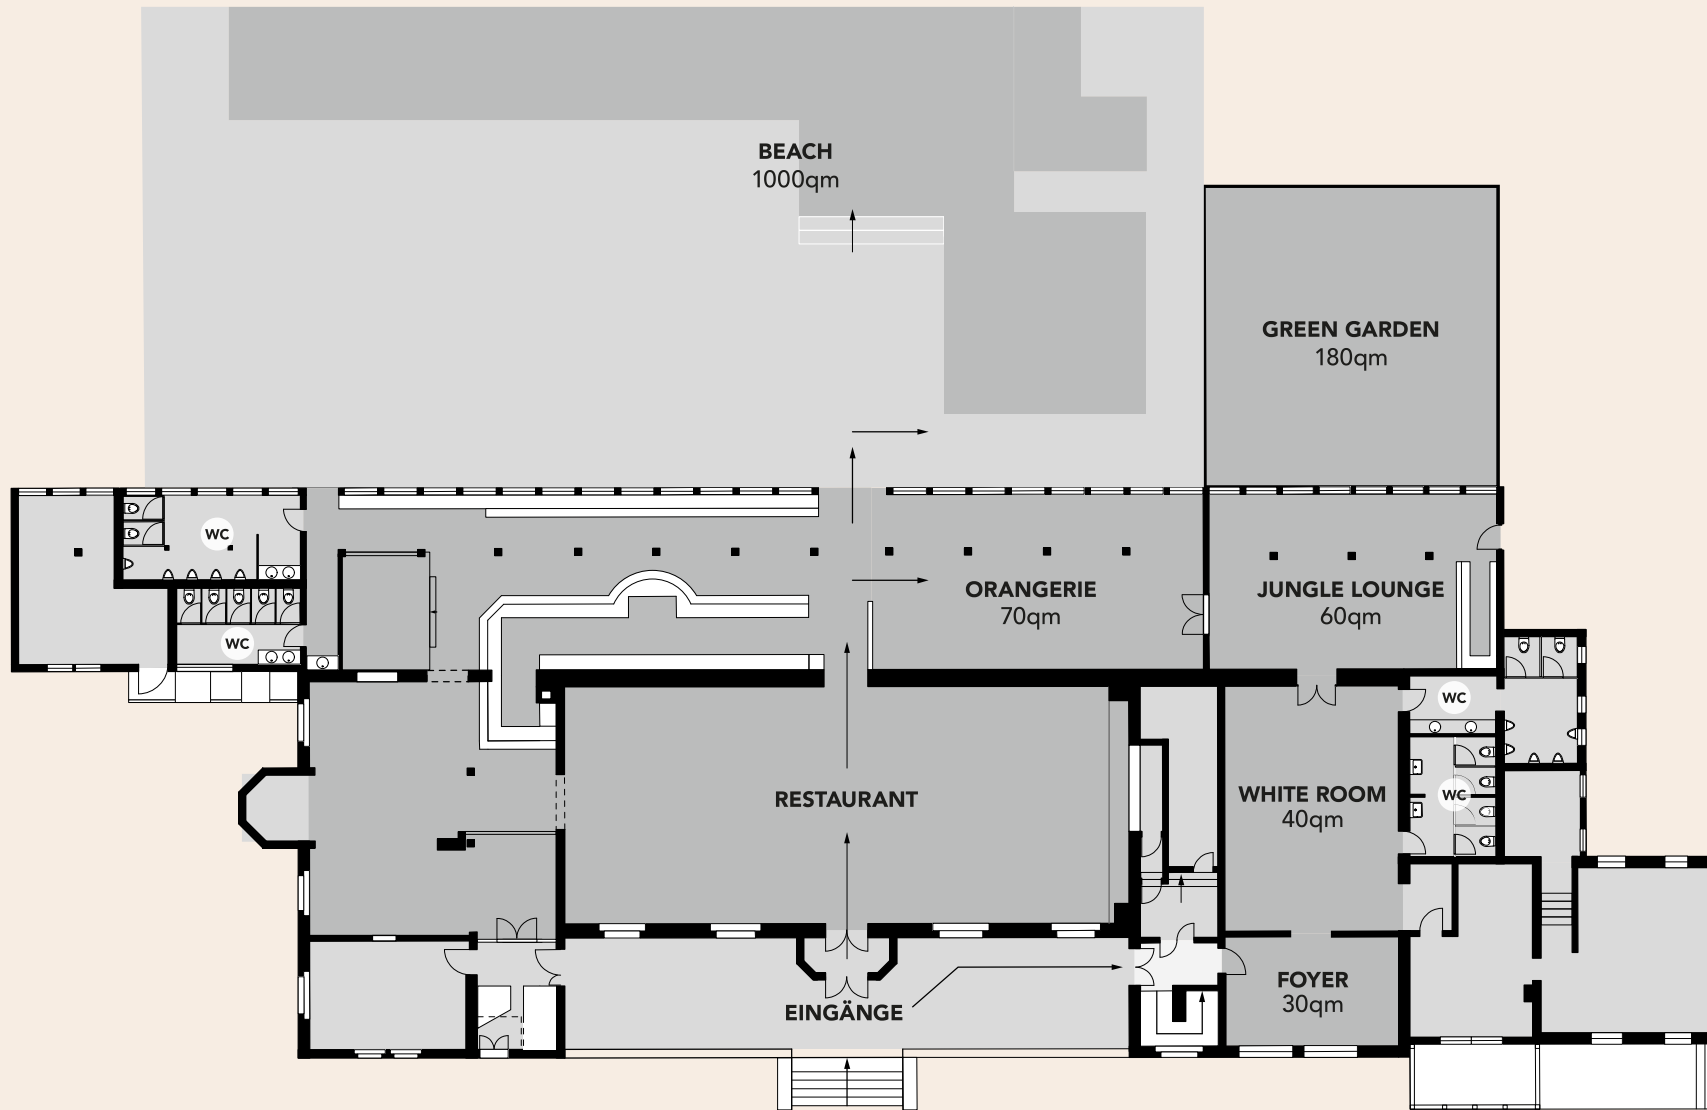 BEACH
1000qm
GREEN GARDEN
180qm
WC
WC
ORANGERIE
70qm
JUNGLE LOUNGE
60qm
WC
RESTAURANT
WHITE ROOM
40qm
WC
EINGÄNGE
FOYER
30qm